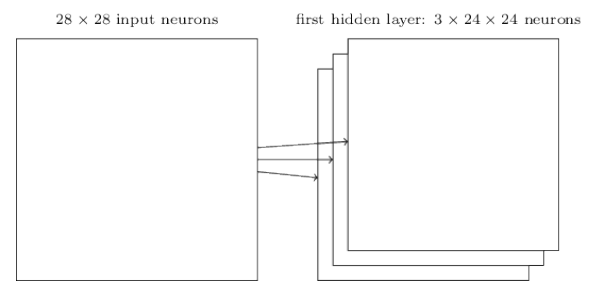 28 × 28 input neurons
first hidden layer: 3 × 24 × 24 neurons